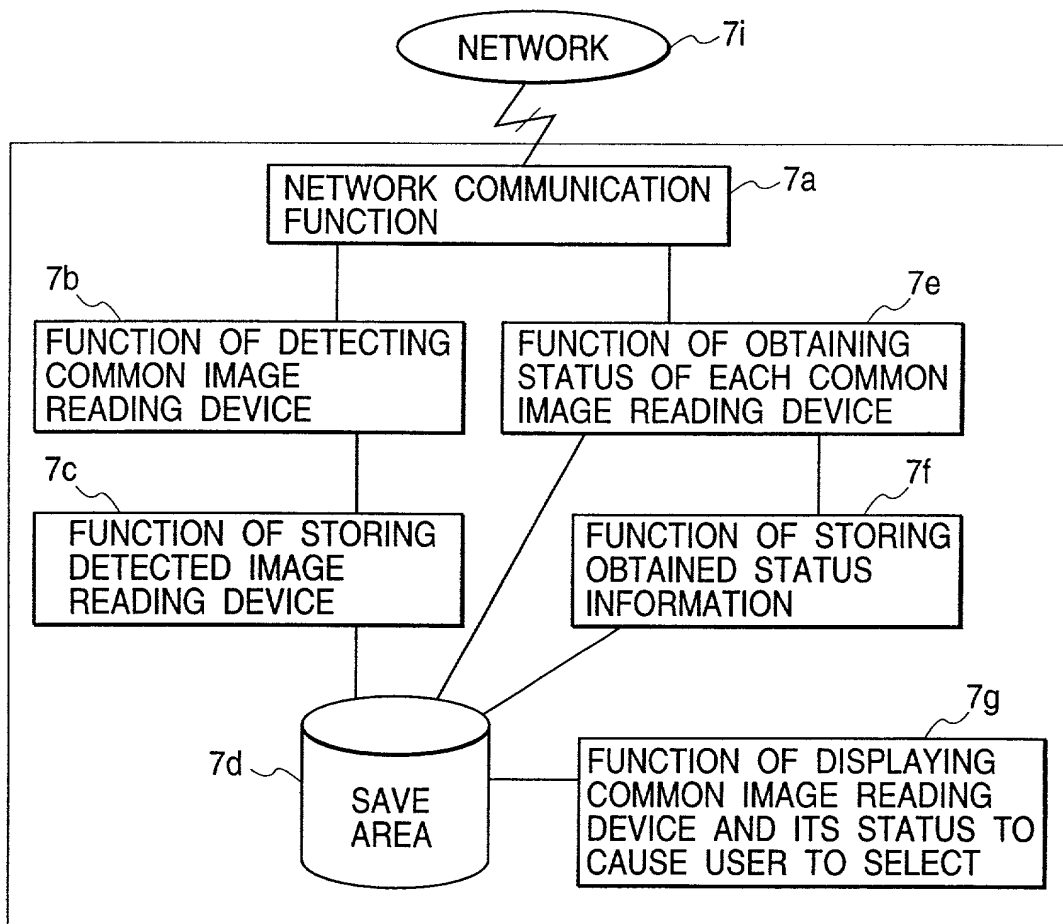 NETWORK
7i
NETWORK COMMUNICATION
FUNCTION
7a
7b
FUNCTION OF DETECTING
COMMON IMAGE
READING DEVICE
7e
FUNCTION OF OBTAINING
STATUS OF EACH COMMON
IMAGE READING DEVICE
7c
FUNCTION OF STORING
DETECTED IMAGE
READING DEVICE
7f
FUNCTION OF STORING
OBTAINED STATUS
INFORMATION
7d
SAVE
AREA
7g
FUNCTION OF DISPLAYING
COMMON IMAGE READING
DEVICE AND ITS STATUS TO
CAUSE USER TO SELECT